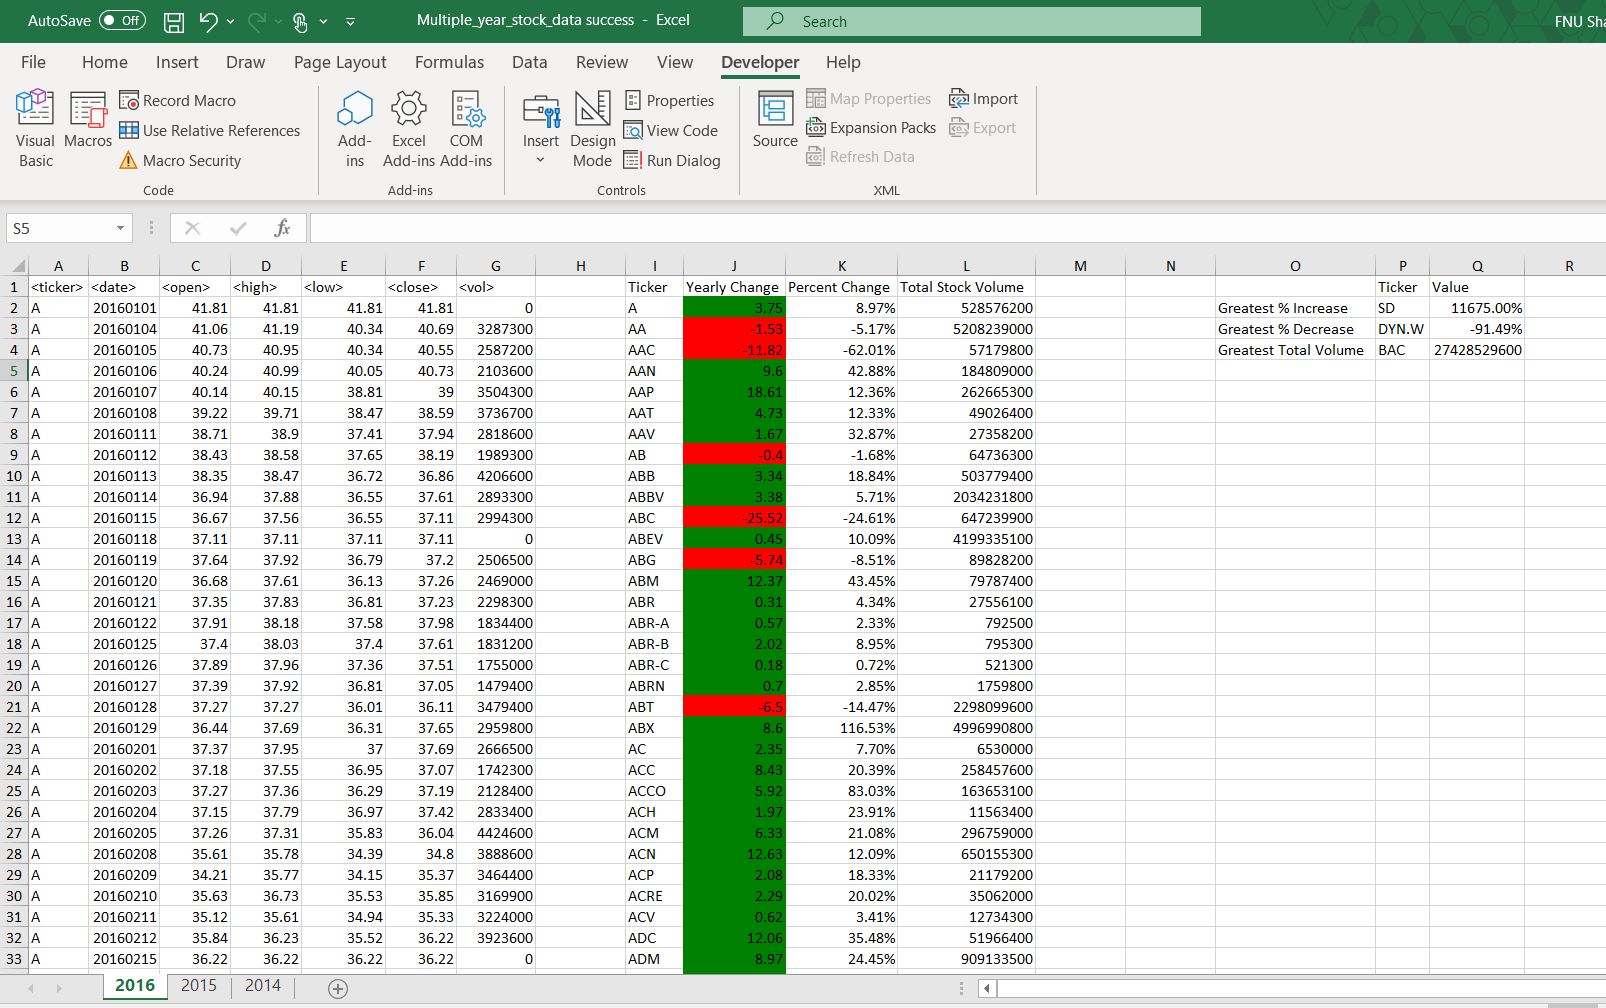 AutoSave Off Multiple_year_stock_data success - Excel Search FNU Sha
File Home Insert Draw Page Layout Formulas Data Review View Developer Help
Visual Basic
Macros
Record Macro
Use Relative References
Macro Security
Code
Add-ins
Excel Add-ins
COM Add-ins
Add-ins
Insert
Design Mode
Properties
View Code
Run Dialog
Controls
Source
Map Properties
Expansion Packs
Refresh Data
Import
Export
XML
S5 fx
A B C D E F G H I J K L M N O P Q R
1 <ticker> <date> <open> <high> <low> <close> <vol> Ticker Yearly Change Percent Change Total Stock Volume Ticker Value
2 A 20160101 41.81 41.81 41.81 41.81 0 A 3.75 8.97% 528576200 Greatest % Increase SD 11675.00%
3 A 20160104 41.06 41.19 40.34 40.69 3287300 AA -1.53 -5.17% 5208239000 Greatest % Decrease DYN.W -91.49%
4 A 20160105 40.73 40.95 40.34 40.55 2587200 AAC -11.82 -62.01% 57179800 Greatest Total Volume BAC 27428529600
5 A 20160106 40.24 40.99 40.05 40.73 2103600 AAN 9.6 42.88% 184809000
6 A 20160107 40.14 40.15 38.81 39 3504300 AAP 18.61 12.36% 262665300
7 A 20160108 39.22 39.71 38.47 38.59 3736700 AAT 4.73 12.33% 49026400
8 A 20160111 38.71 38.9 37.41 37.94 2818600 AAV 1.67 32.87% 27358200
9 A 20160112 38.43 38.58 37.65 38.19 1989300 AB -0.4 -1.68% 64736300
10 A 20160113 38.35 38.47 36.72 36.86 4206600 ABB 3.34 18.84% 503779400
11 A 20160114 36.94 37.88 36.55 37.61 2893300 ABBV 3.38 5.71% 2034231800
12 A 20160115 36.67 37.56 36.55 37.11 2994300 ABC -25.52 -24.61% 647239900
13 A 20160118 37.11 37.11 37.11 37.11 0 ABEV 0.45 10.09% 4199335100
14 A 20160119 37.64 37.92 36.79 37.2 2506500 ABG -5.74 -8.51% 89828200
15 A 20160120 36.68 37.61 36.13 37.26 2469000 ABM 12.37 43.45% 79787400
16 A 20160121 37.35 37.83 36.81 37.23 2298300 ABR 0.31 4.34% 27556100
17 A 20160122 37.91 38.18 37.58 37.98 1834400 ABR-A 0.57 2.33% 792500
18 A 20160125 37.4 38.03 37.4 37.61 1831200 ABR-B 2.02 8.95% 795300
19 A 20160126 37.89 37.96 37.36 37.51 1755000 ABR-C 0.18 0.72% 521300
20 A 20160127 37.39 37.92 36.81 37.05 1479400 ABRN 0.7 2.85% 1759800
21 A 20160128 37.27 37.27 36.01 36.11 3479400 ABT -6.5 -14.47% 2298099600
22 A 20160129 36.44 37.69 36.31 37.65 2959800 ABX 8.6 116.53% 4996990800
23 A 20160201 37.37 37.95 37 37.69 2666500 AC 2.35 7.70% 6530000
24 A 20160202 37.18 37.55 36.95 37.07 1742300 ACC 8.43 20.39% 258457600
25 A 20160203 37.27 37.36 36.29 37.19 2128400 ACCO 5.92 83.03% 163653100
26 A 20160204 37.15 37.79 36.97 37.42 2833400 ACH 1.97 23.91% 11563400
27 A 20160205 37.26 37.31 35.83 36.04 4424600 ACM 6.33 21.08% 296759000
28 A 20160208 35.61 35.78 34.39 34.8 3888600 ACN 12.63 12.09% 650155300
29 A 20160209 34.21 35.77 34.15 35.37 3464400 ACP 2.08 18.33% 21179200
30 A 20160210 35.63 36.73 35.53 35.85 3169900 ACRE 2.29 20.02% 35062000
31 A 20160211 35.12 35.61 34.94 35.33 3224000 ACV 0.62 3.41% 12734300
32 A 20160212 35.84 36.23 35.52 36.22 3923600 ADC 12.06 35.48% 51966400
33 A 20160215 36.22 36.22 36.22 36.22 0 ADM 8.97 24.45% 909133500
2016 2015 2014